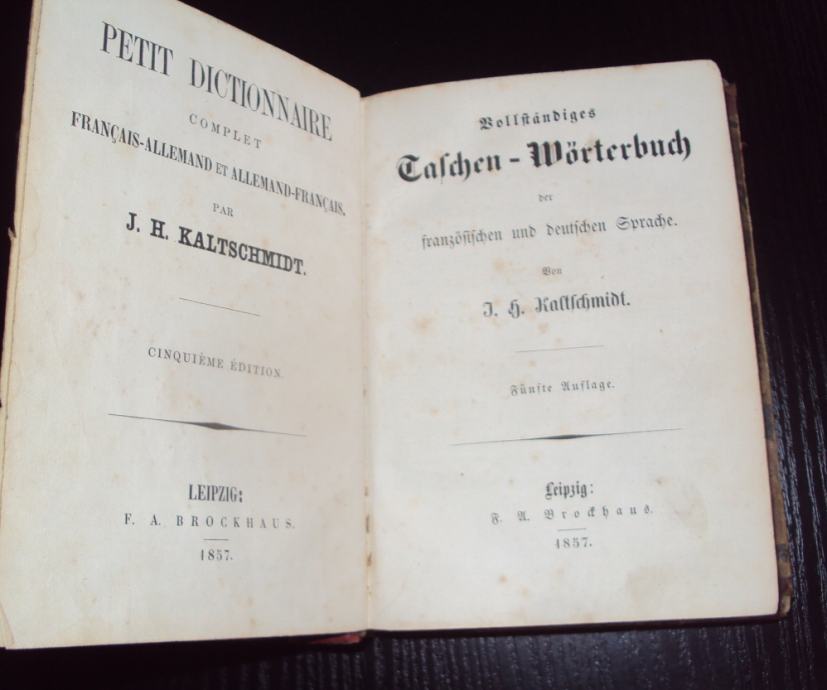 PETIT DICTIONNAIRE
COMPLET
FRANÇAIS-ALLEMAND ET ALLEMAND-FRANÇAIS.
PAR
J. H. KALTSCHMIDT.
CINQUIÉME ÉDITION.
LEIPZIG:
F. A. BROCKHAUS.
1857.
Vollständiges
Taschen-Wörterbuch
der
französischen und deutschen Sprache.
Von
J. H. Kaltschmidt.
Fünfte Auflage.
Leipzig:
F. A. Brockhaus.
1857.